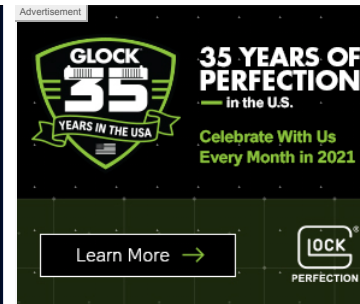 Advertisement
GLOCK
35
YEARS IN THE USA
35 YEARS OF
PERFECTION
in the U.S.
Celebrate With Us
Every Month in 2021
Learn More
GLOCK
®
PERFECTION